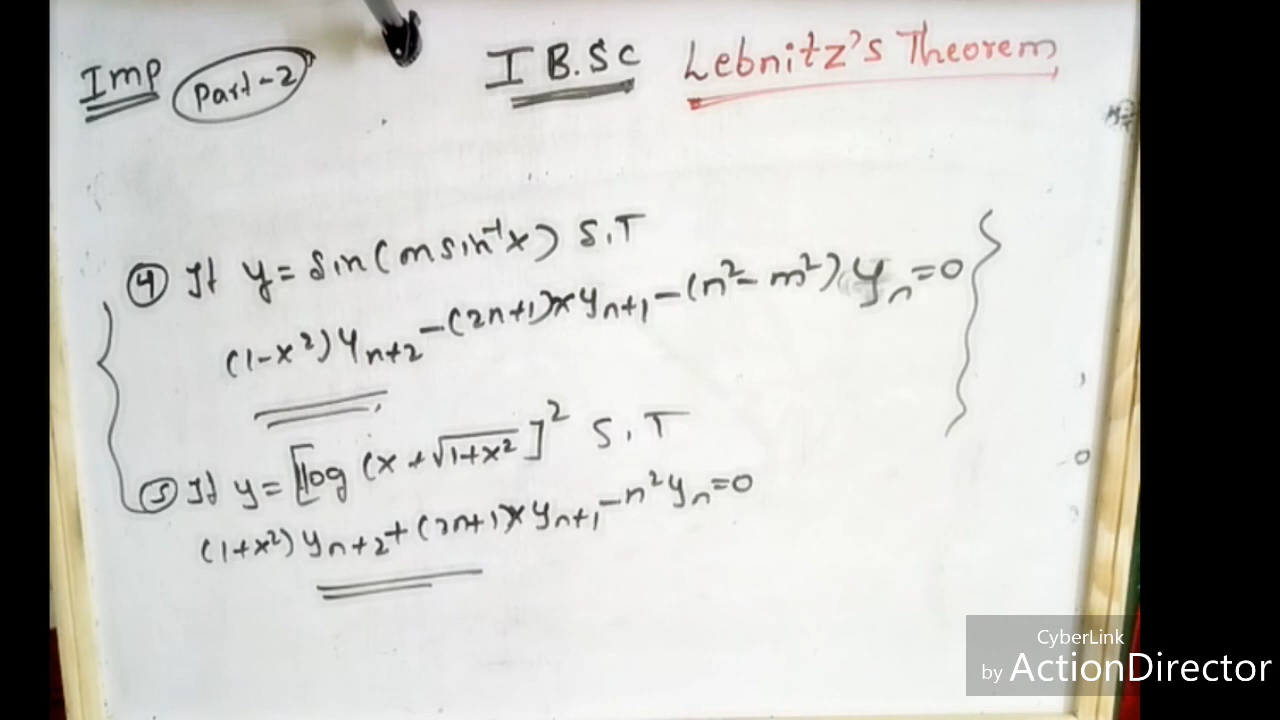 Imp Part-2 I B.Sc Lebnitz's Theorem
④ If y = sin(m sin⁻¹x) S.T
(1-x²)yₙ₊₂ -(2n+1)xyₙ₊₁ -(n²-m²)yₙ=0
⑤ If y = [log (x+√1+x²]² S.T
(1+x²)yₙ₊₂+(2n+1)xyₙ₊₁-n²yₙ=0
CyberLink
by ActionDirector